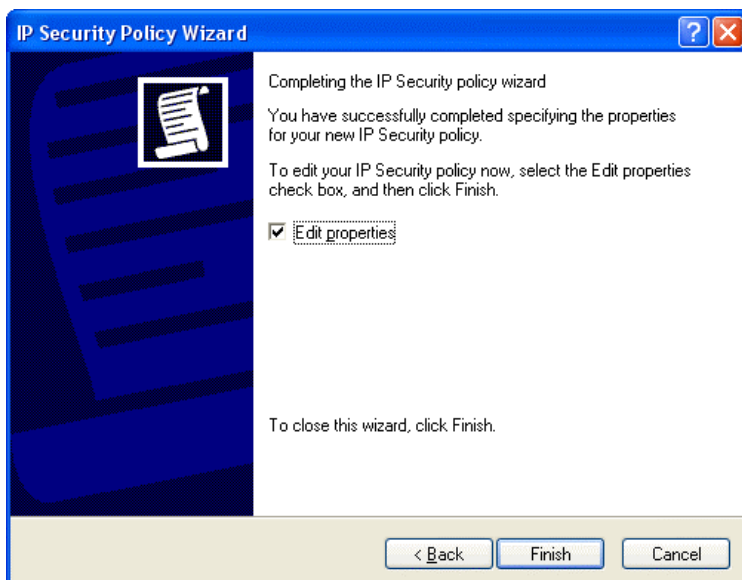 IP Security Policy Wizard
Completing the IP Security policy wizard
You have successfully completed specifying the properties
for your new IP Security policy.
To edit your IP Security policy now, select the Edit properties
check box, and then click Finish.
Edit properties
To close this wizard, click Finish.
< Back
Finish
Cancel